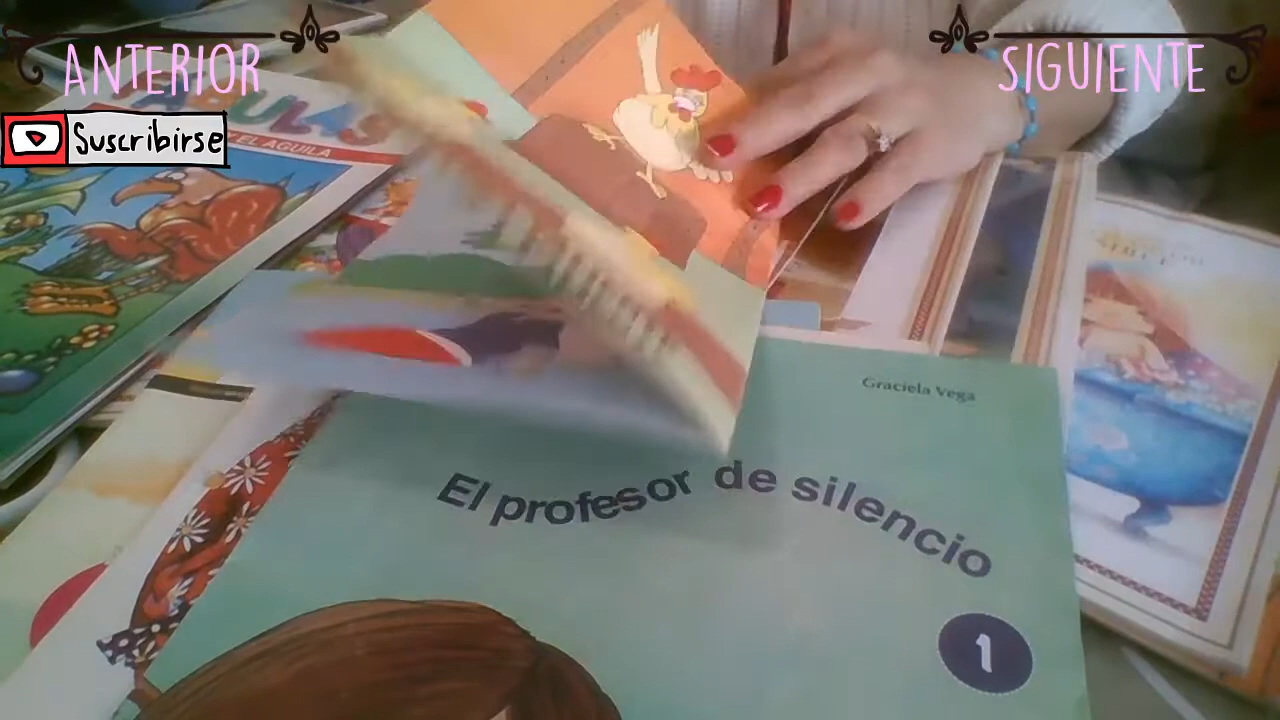 ANTERIOR
SIGUIENTE
Suscribirse
Graciela Vega
El profesor de silencio
1